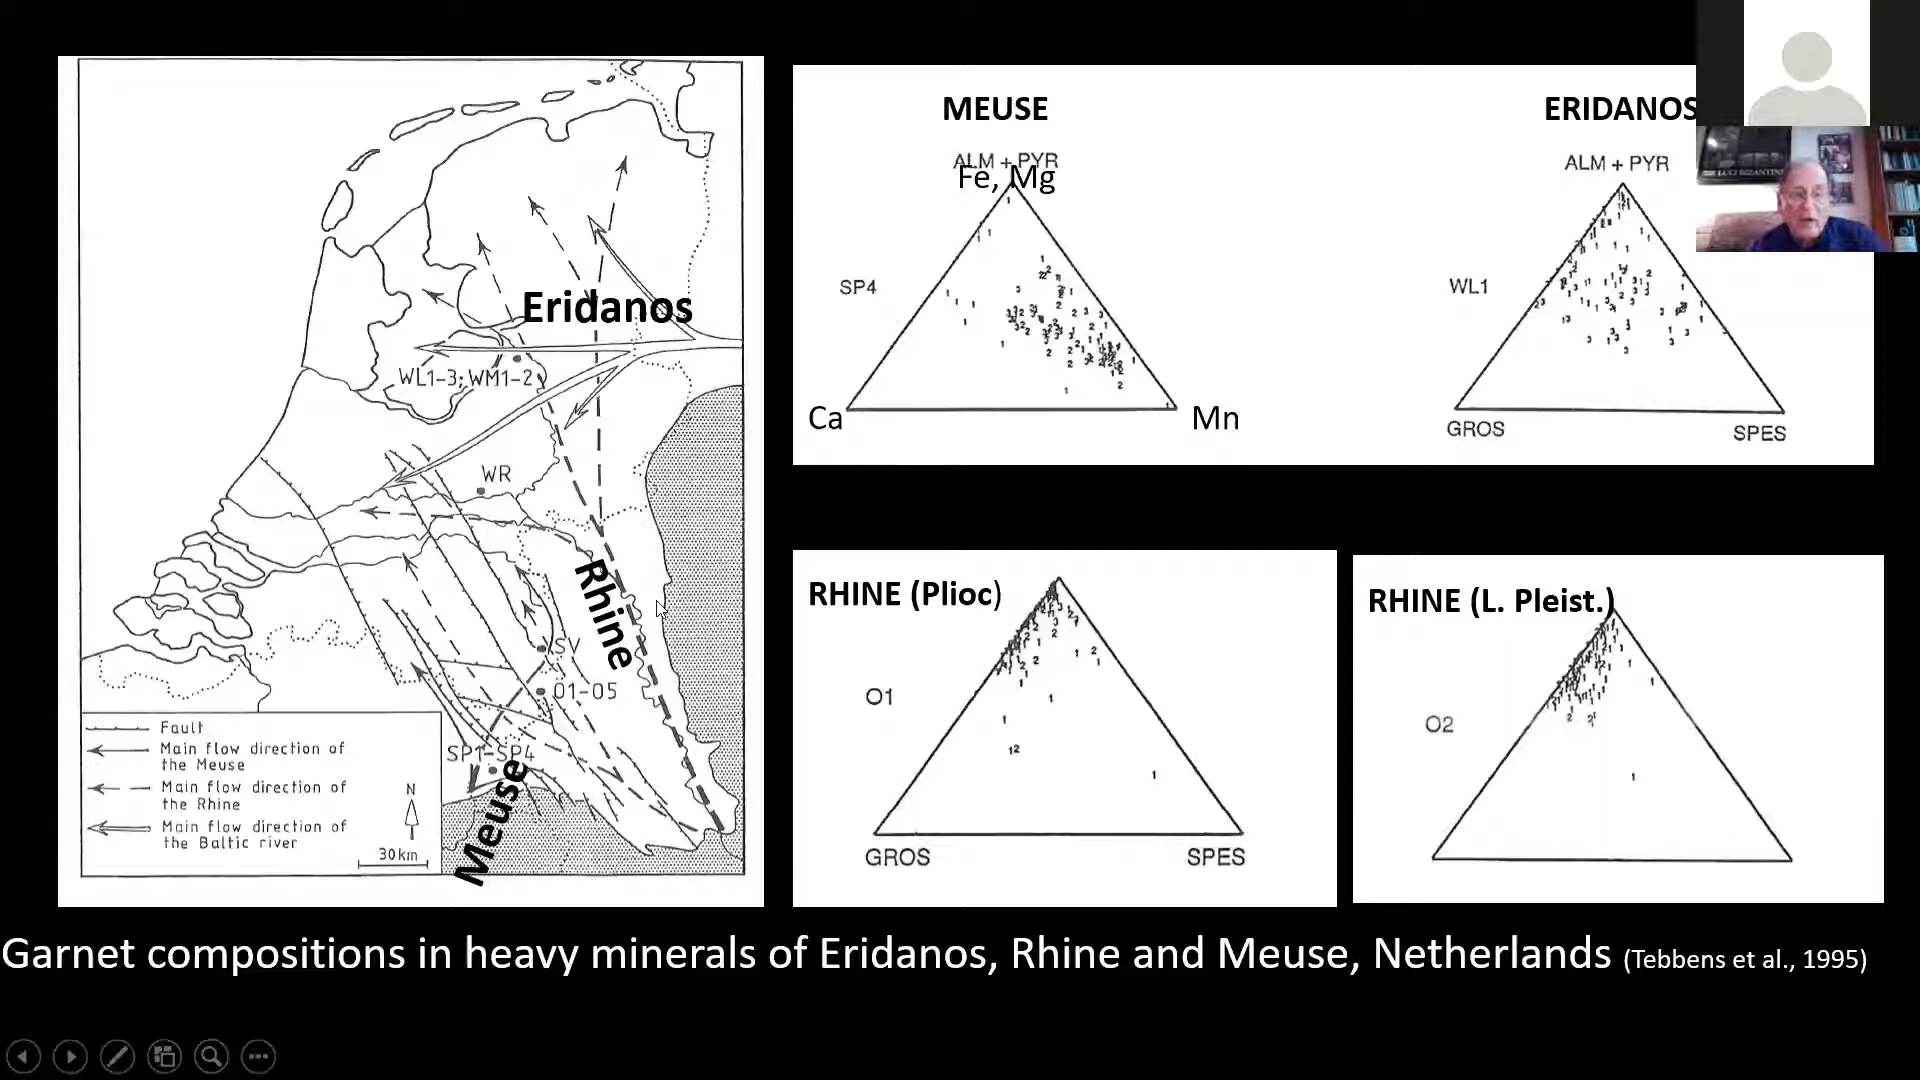 Eridanos
WL1-3; WM1-2
WR
Rhine
SV
01-05
SP1-SP4
Meuse
Fault
Main flow direction of
the Meuse
Main flow direction of
the Rhine
Main flow direction of
the Baltic river
N
30km
MEUSE
ALM + PYR
Fe, Mg
SP4
Ca
Mn
ERIDANOS
ALM + PYR
WL1
GROS
SPES
RHINE (Plioc)
O1
GROS
SPES
RHINE (L. Pleist.)
O2
Garnet compositions in heavy minerals of Eridanos, Rhine and Meuse, Netherlands (Tebbens et al., 1995)